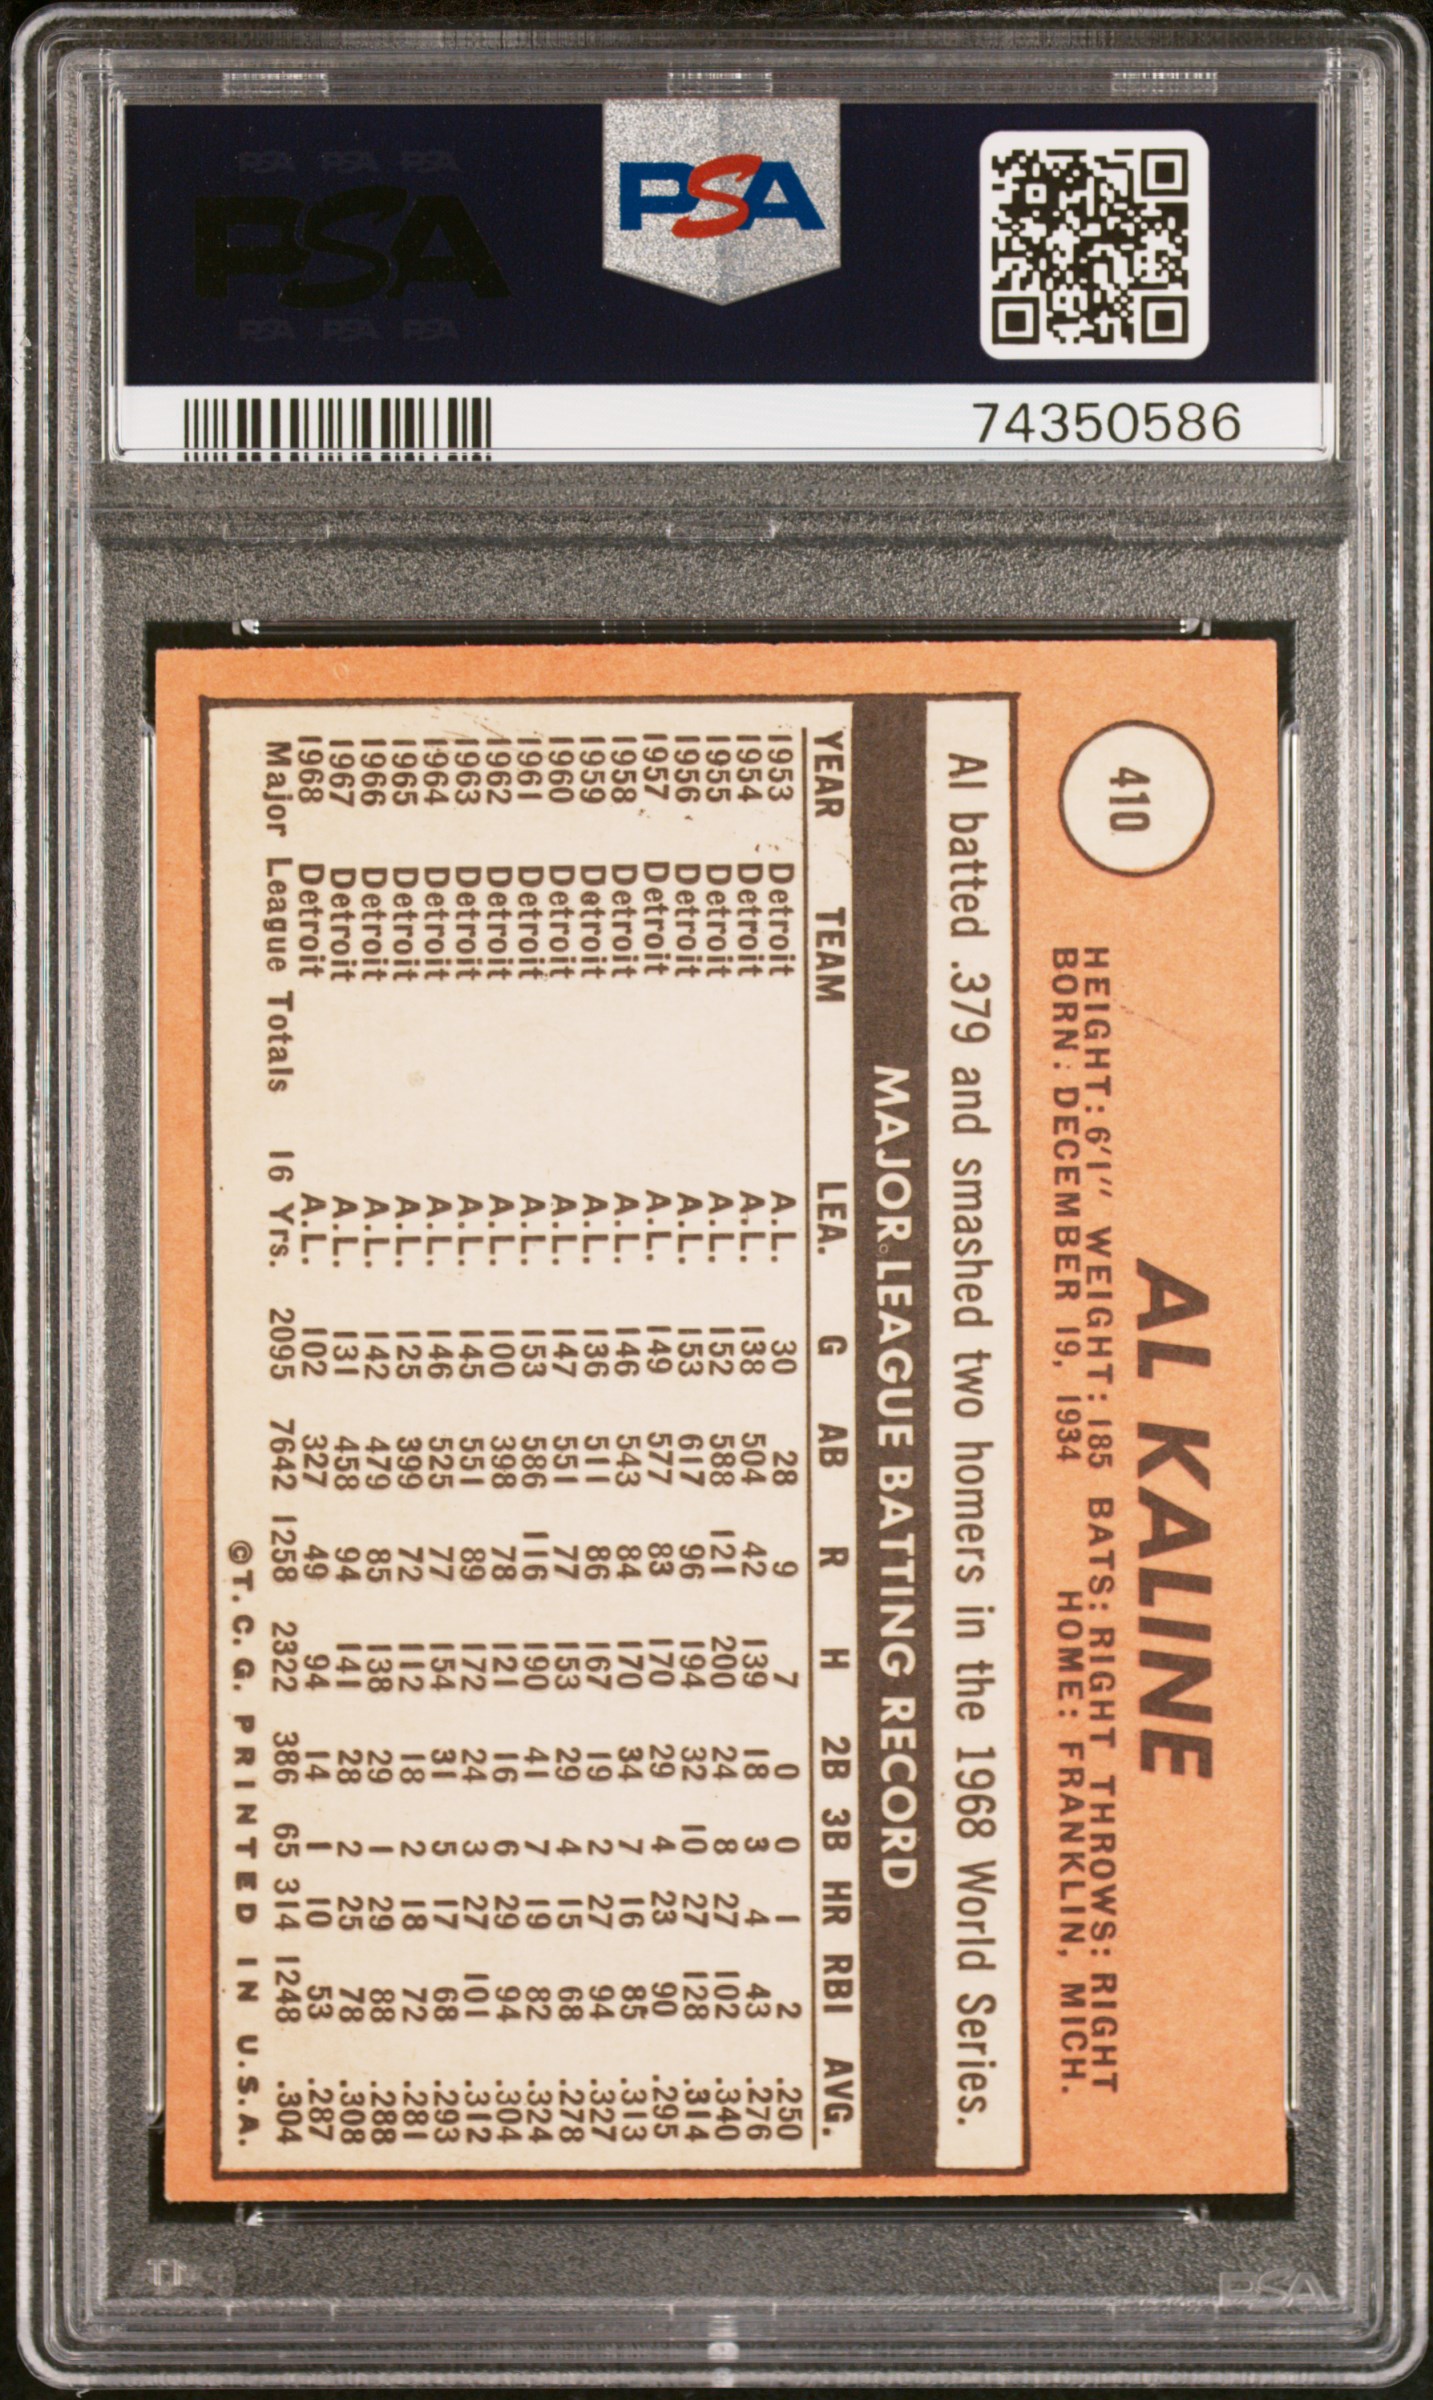 PSA PSA PSA
PSA
PSA PSA PSA
PSA
74350586
410
AL KALINE
HEIGHT: 6'1" WEIGHT: 185 BATS: RIGHT THROWS: RIGHT
BORN: DECEMBER 19, 1934 HOME: FRANKLIN, MICH.
Al batted .379 and smashed two homers in the 1968 World Series.
MAJOR LEAGUE BATTING RECORD
YEAR TEAM LEA. G AB R H 2B 3B HR RBI AVG.
1953 Detroit A.L. 30 28 9 7 0 0 1 2 .250
1954 Detroit A.L. 138 504 42 139 18 3 4 43 .276
1955 Detroit A.L. 152 588 121 200 24 8 27 102 .340
1956 Detroit A.L. 153 617 96 194 32 10 27 128 .314
1957 Detroit A.L. 149 577 83 170 29 4 23 90 .295
1958 Detroit A.L. 146 543 84 170 34 7 16 85 .313
1959 Detroit A.L. 136 511 86 167 19 2 27 94 .327
1960 Detroit A.L. 147 551 77 153 29 4 15 68 .278
1961 Detroit A.L. 153 586 116 190 41 7 19 82 .324
1962 Detroit A.L. 100 398 78 121 16 6 29 94 .304
1963 Detroit A.L. 145 551 89 172 24 3 27 101 .312
1964 Detroit A.L. 146 525 77 154 31 5 17 68 .293
1965 Detroit A.L. 125 399 72 112 18 2 18 72 .281
1966 Detroit A.L. 142 479 85 138 29 1 29 88 .288
1967 Detroit A.L. 131 458 94 141 28 2 25 78 .308
1968 Detroit A.L. 102 327 49 94 14 1 10 53 .287
Major League Totals 16 Yrs. 2095 7642 1258 2322 386 65 314 1248 .304
©T.C.G. PRINTED IN U.S.A.
PSA